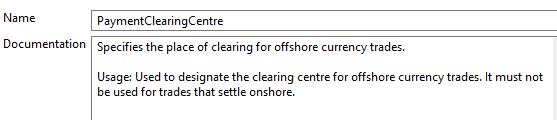 Name PaymentClearingCentre
Documentation Specifies the place of clearing for offshore currency trades.
Usage: Used to designate the clearing centre for offshore currency trades. It must not
be used for trades that settle onshore.